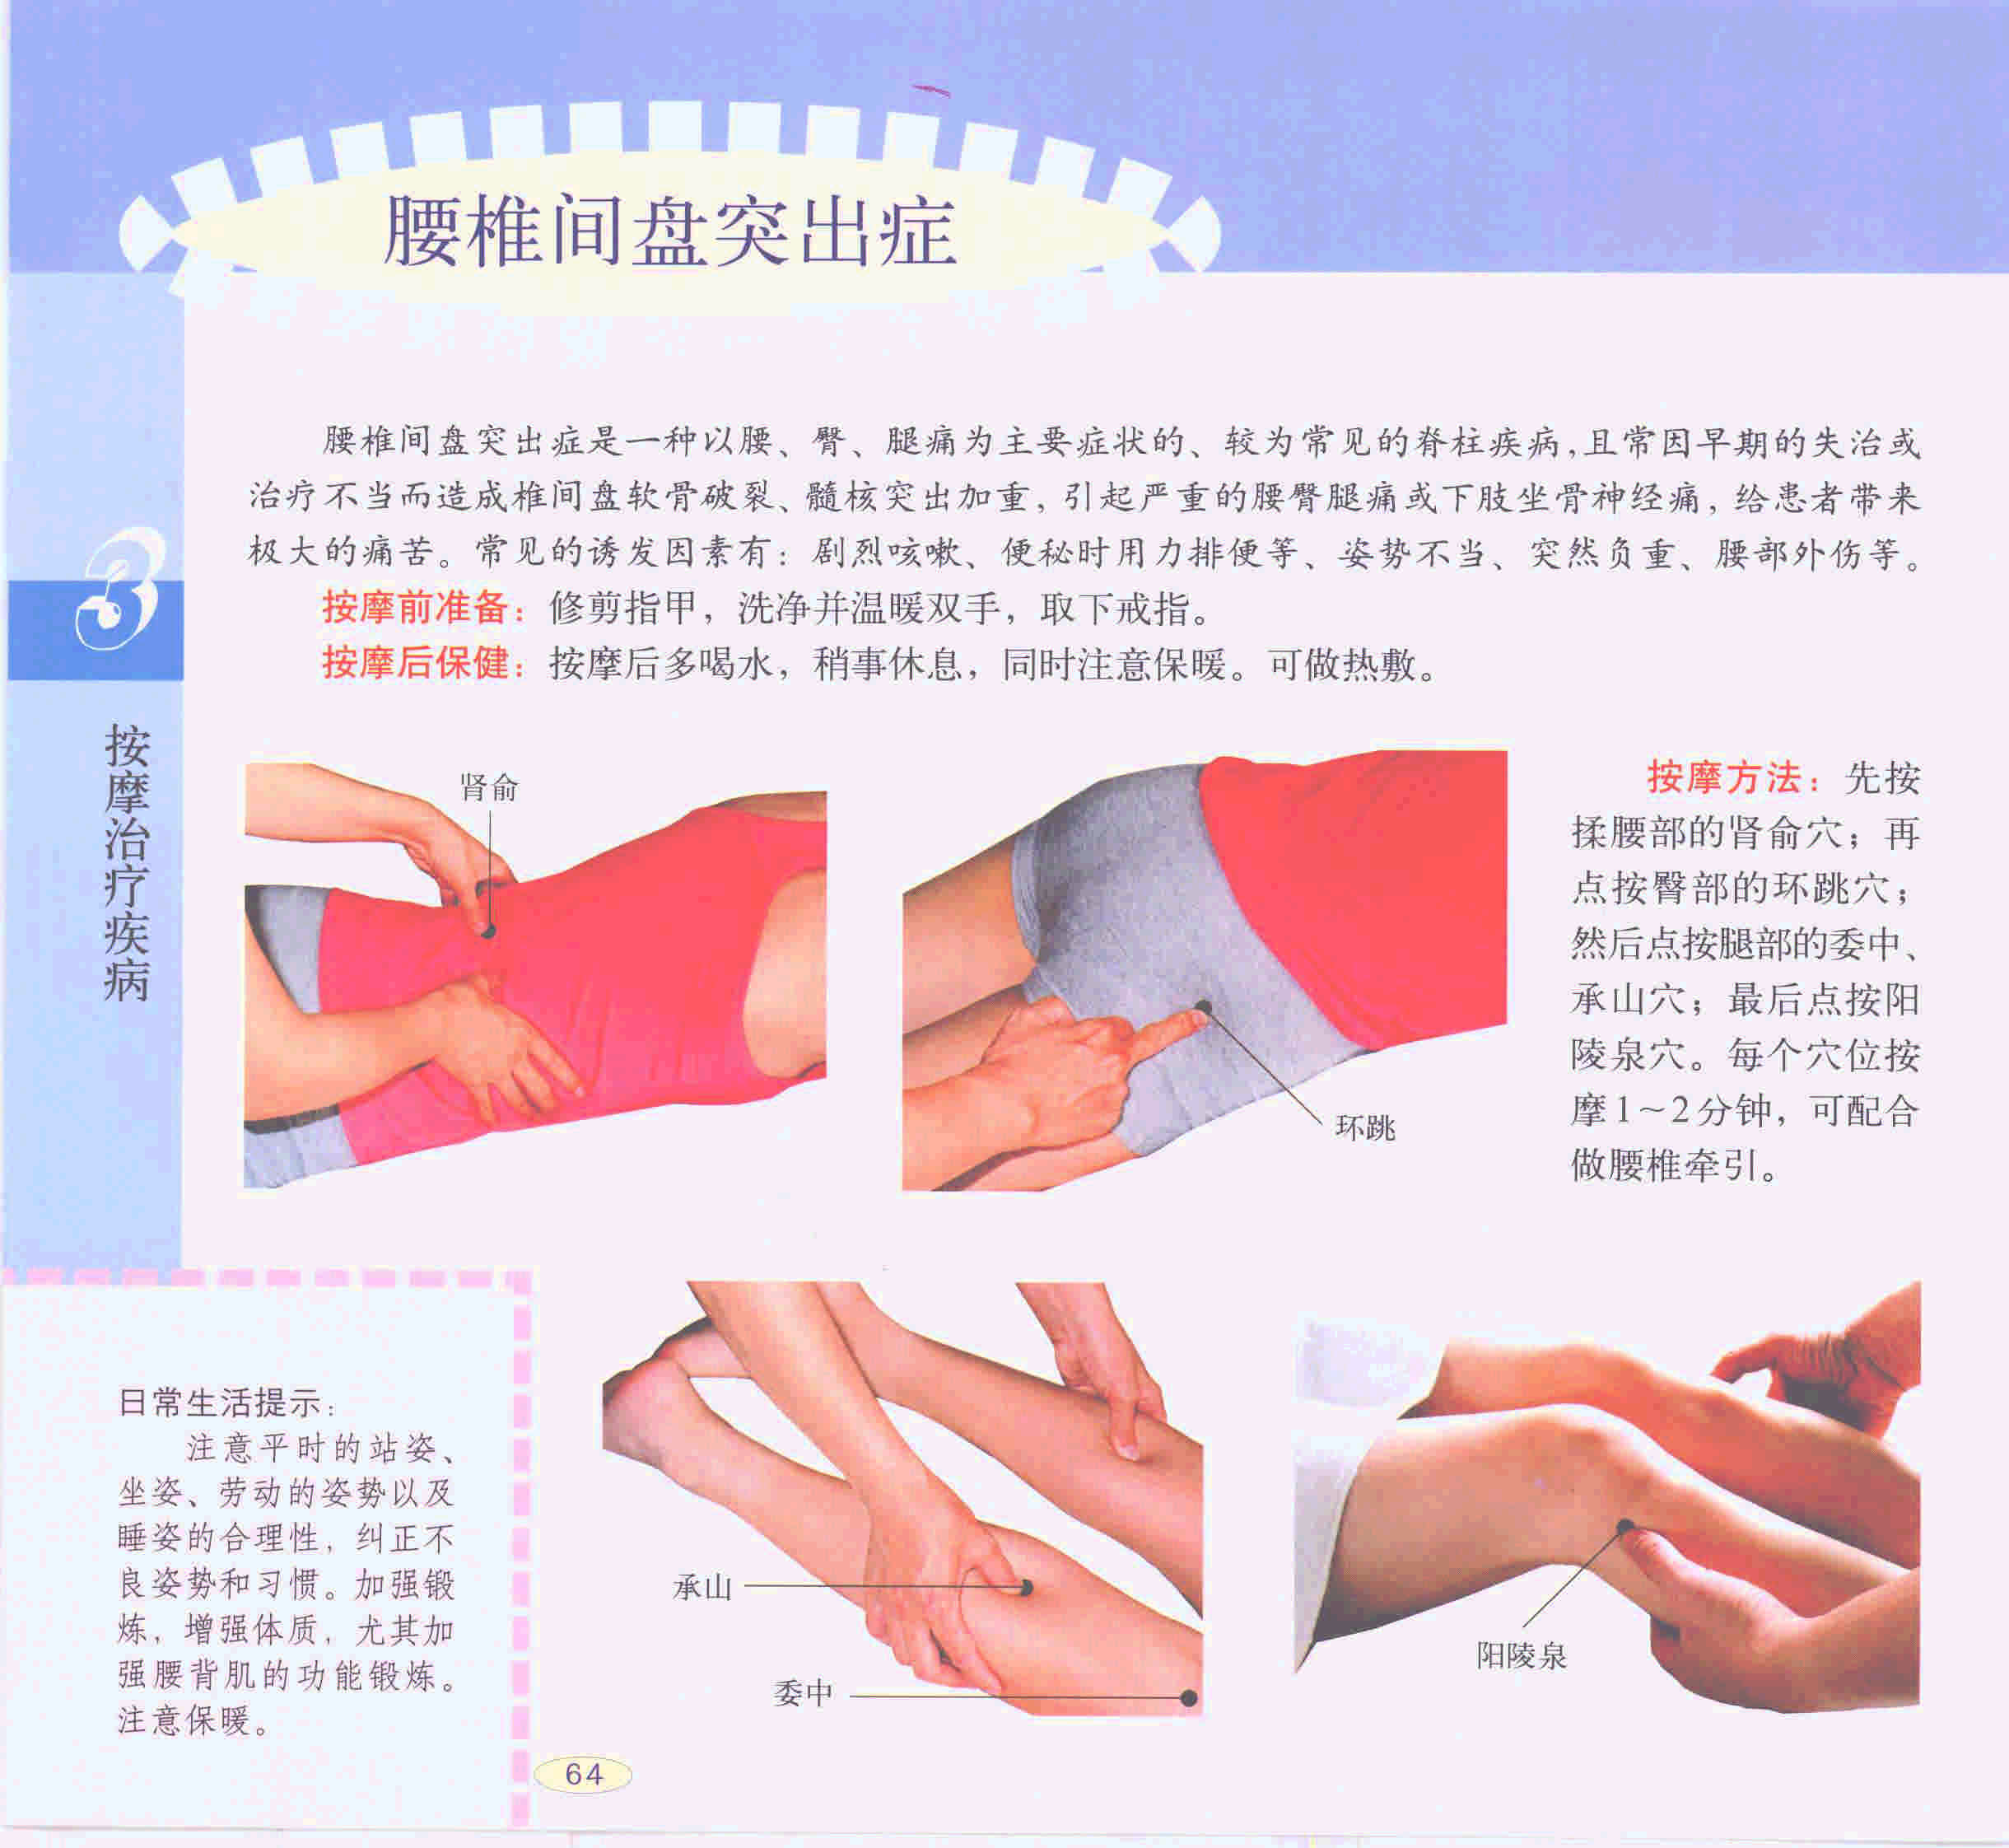 腰椎间盘突出症
腰椎间盘突出症是一种以腰、臀、腿痛为主要症状的、较为常见的脊柱疾病,且常因早期的失治或
治疗不当而造成椎间盘软骨破裂、髓核突出加重,引起严重的腰臀腿痛或下肢坐骨神经痛,给患者带来
极大的痛苦。常见的诱发因素有：剧烈咳嗽、便秘时用力排便等、姿势不当、突然负重、腰部外伤等。
按摩前准备：修剪指甲，洗净并温暖双手，取下戒指。
按摩后保健：按摩后多喝水，稍事休息，同时注意保暖。可做热敷。
3
按摩治疗疾病
肾俞
环跳
按摩方法：先按
揉腰部的肾俞穴；再
点按臀部的环跳穴；
然后点按腿部的委中、
承山穴；最后点按阳
陵泉穴。每个穴位按
摩1～2分钟，可配合
做腰椎牵引。
承山
委中
阳陵泉
日常生活提示：
注意平时的站姿、
坐姿、劳动的姿势以及
睡姿的合理性，纠正不
良姿势和习惯。加强锻
炼，增强体质，尤其加
强腰背肌的功能锻炼。
注意保暖。
64